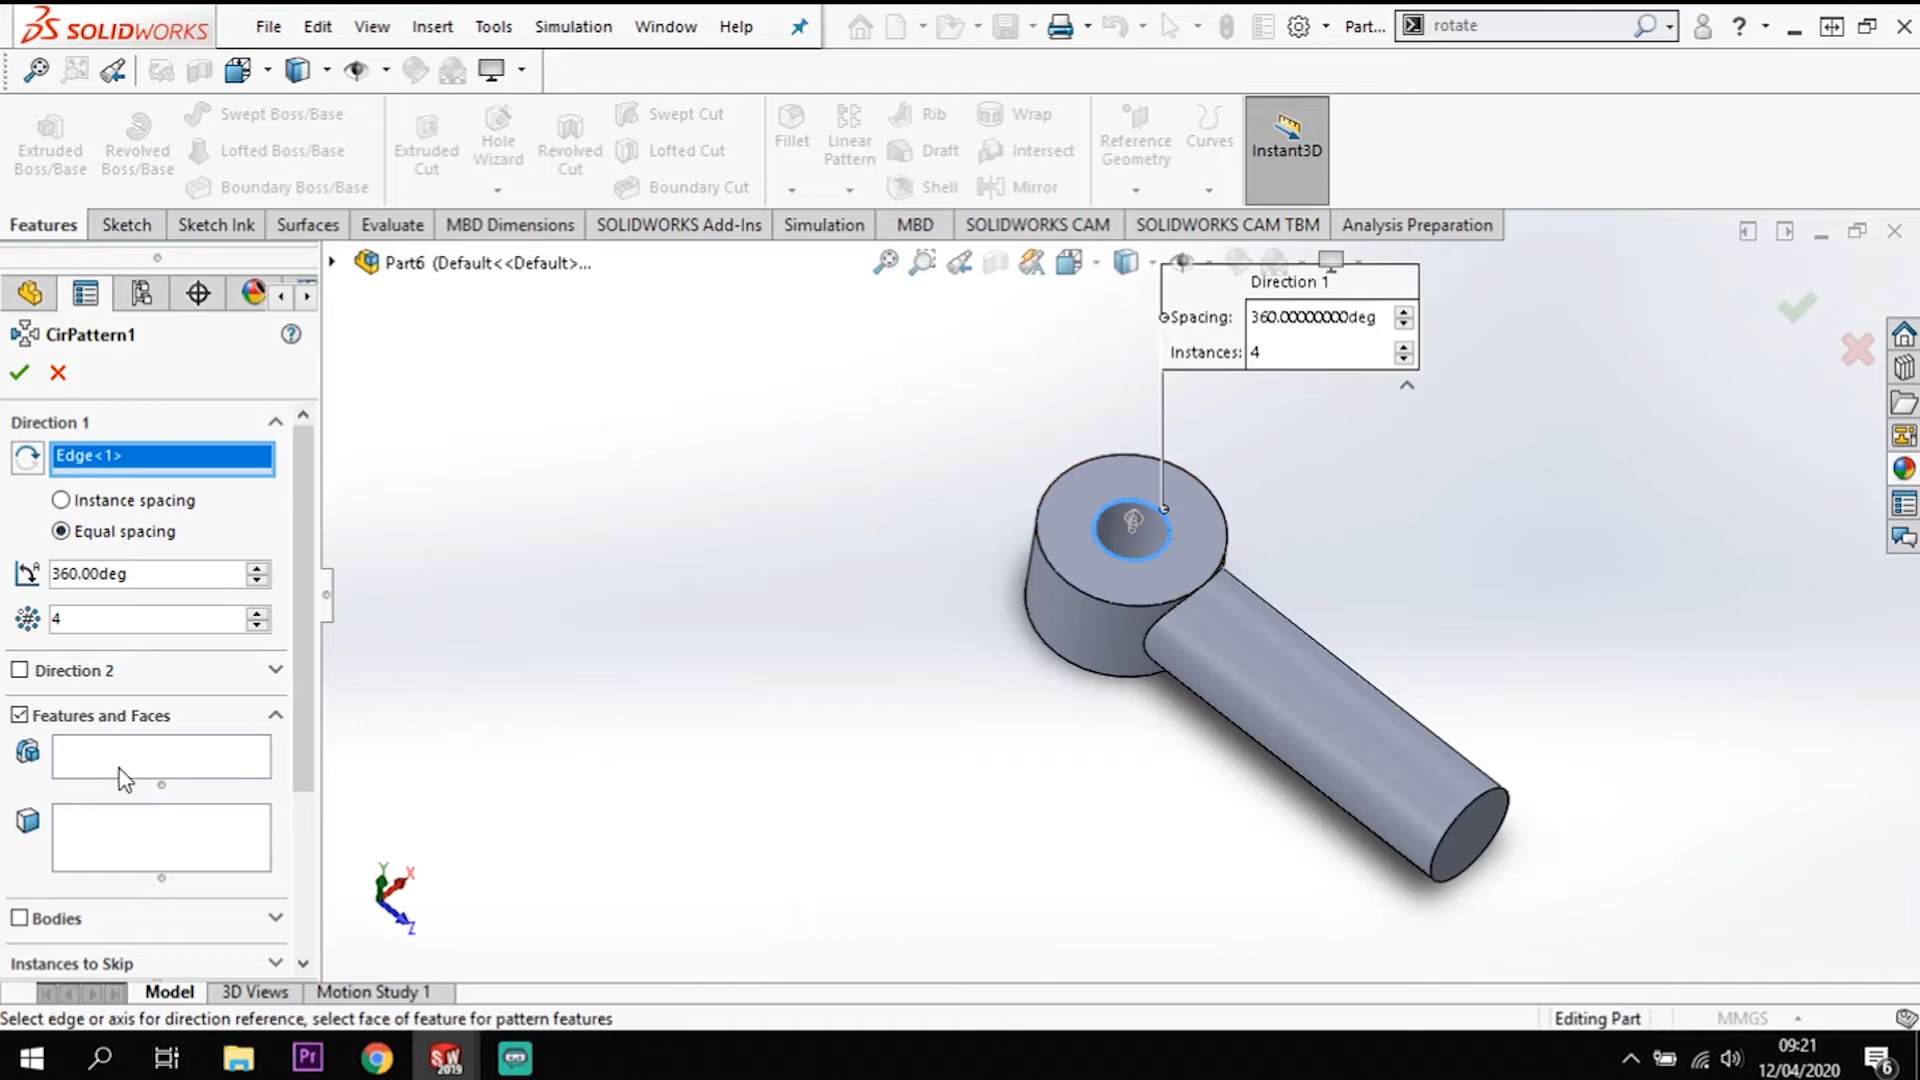 SOLIDWORKS File Edit View Insert Tools Simulation Window Help Part... rotate ?
Extruded Boss/Base
Revolved Boss/Base
Swept Boss/Base
Lofted Boss/Base
Boundary Boss/Base
Extruded Cut
Hole Wizard
Revolved Cut
Swept Cut
Lofted Cut
Boundary Cut
Fillet
Linear Pattern
Rib
Draft
Shell
Wrap
Intersect
Mirror
Reference Geometry
Curves
Instant3D
Features Sketch Sketch Ink Surfaces Evaluate MBD Dimensions SOLIDWORKS Add-Ins Simulation MBD SOLIDWORKS CAM SOLIDWORKS CAM TBM Analysis Preparation
Part6 (Default<<Default>...
Direction 1
Spacing: 360.00000000deg
Instances: 4
CirPattern1 ?
Direction 1
Edge<1>
Instance spacing
Equal spacing
360.00deg
4
Direction 2
Features and Faces
Bodies
Instances to Skip
Y X
Z
Model 3D Views Motion Study 1
Select edge or axis for direction reference, select face of feature for pattern features Editing Part MMGS
Pr SW 2019 09:21
12/04/2020 6